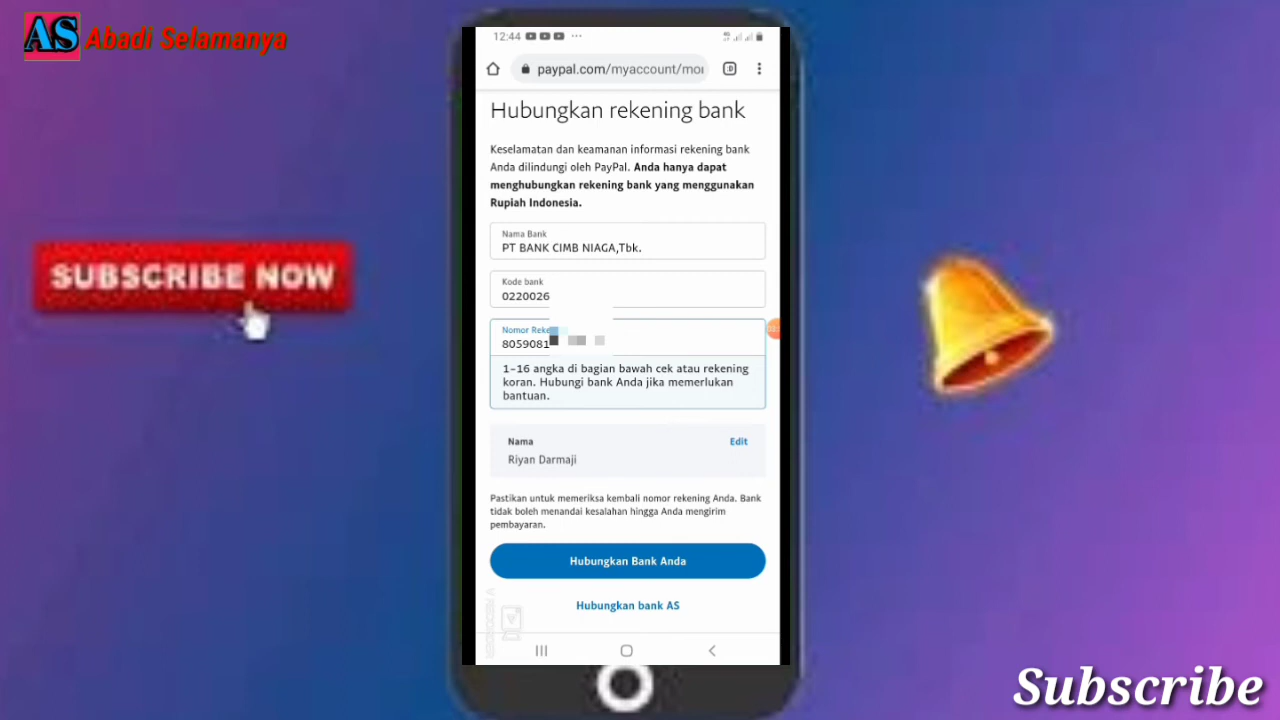 AS Abadi Selamanya
12:44
paypal.com/myaccount/mo
Hubungkan rekening bank
Keselamatan dan keamanan informasi rekening bank
Anda dilindungi oleh PayPal. Anda hanya dapat
menghubungkan rekening bank yang menggunakan
Rupiah Indonesia.
Nama Bank
PT BANK CIMB NIAGA,Tbk.
Kode bank
0220026
Nomor Reke
8059081
1-16 angka di bagian bawah cek atau rekening
koran. Hubungi bank Anda jika memerlukan
bantuan.
Nama
Edit
Riyan Darmaji
Pastikan untuk memeriksa kembali nomor rekening Anda. Bank
tidak boleh menandai kesalahan hingga Anda mengirim
pembayaran.
Hubungkan Bank Anda
Hubungkan bank AS
V RECORDER
SUBSCRIBE NOW
Subscribe